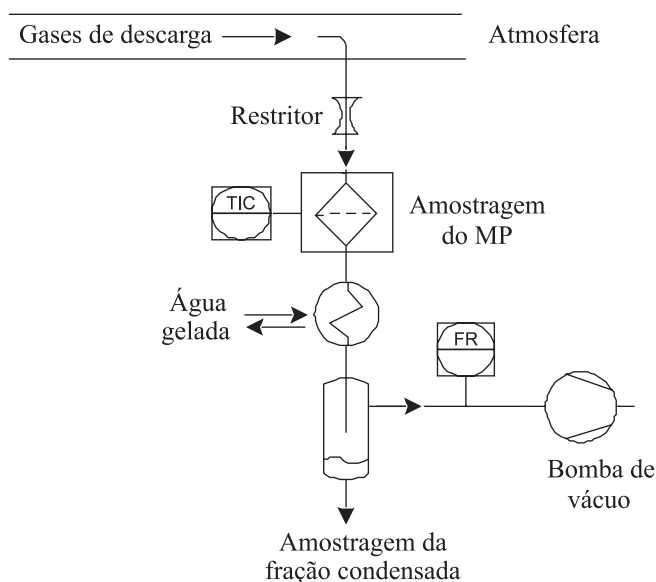 Gases de descarga
Atmosfera
Restritor
TIC
Amostragem
do MP
Água
gelada
FR
Bomba de
vácuo
Amostragem da
fração condensada